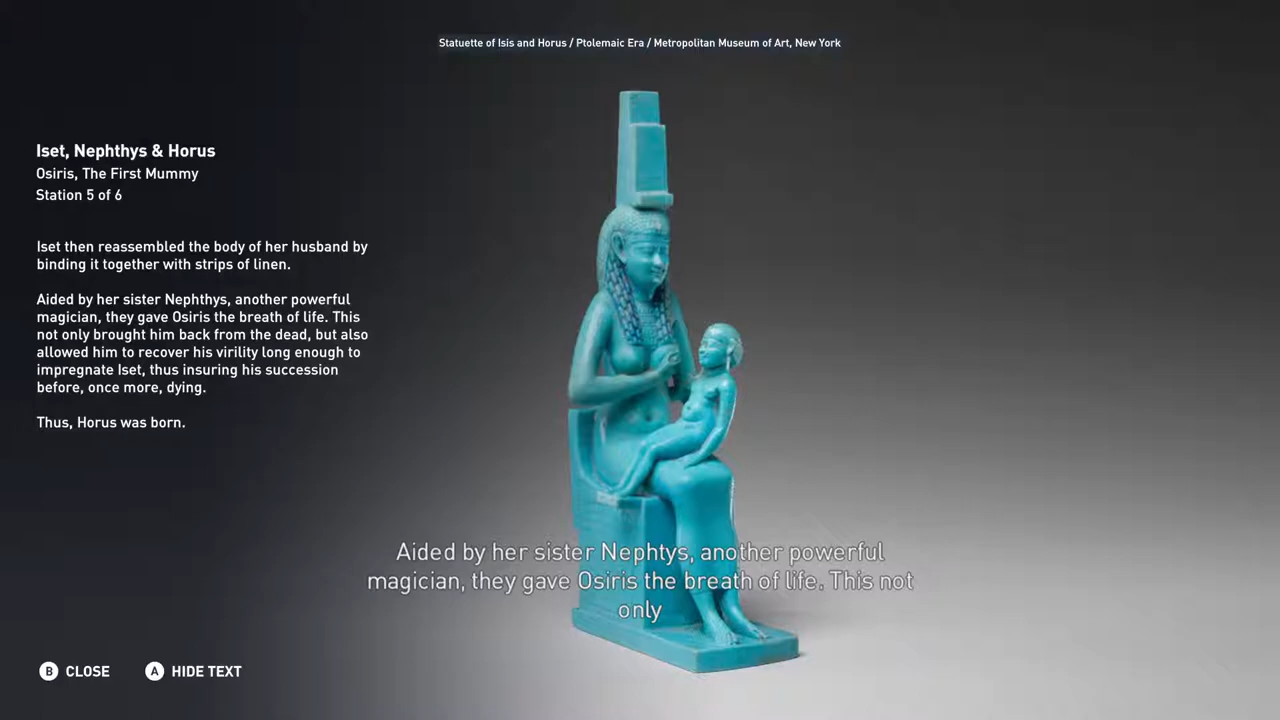 Statuette of Isis and Horus / Ptolemaic Era / Metropolitan Museum of Art, New York
Iset, Nephthys & Horus
Osiris, The First Mummy
Station 5 of 6
Iset then reassembled the body of her husband by
binding it together with strips of linen.
Aided by her sister Nephthys, another powerful
magician, they gave Osiris the breath of life. This
not only brought him back from the dead, but also
allowed him to recover his virility long enough to
impregnate Iset, thus insuring his succession
before, once more, dying.
Thus, Horus was born.
Aided by her sister Nephtys, another powerful
magician, they gave Osiris the breath of life. This not
only
B CLOSE A HIDE TEXT